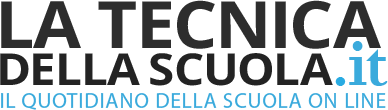 LA TECNICA
DELLA SCUOLA.it
IL QUOTIDIANO DELLA SCUOLA ON LINE